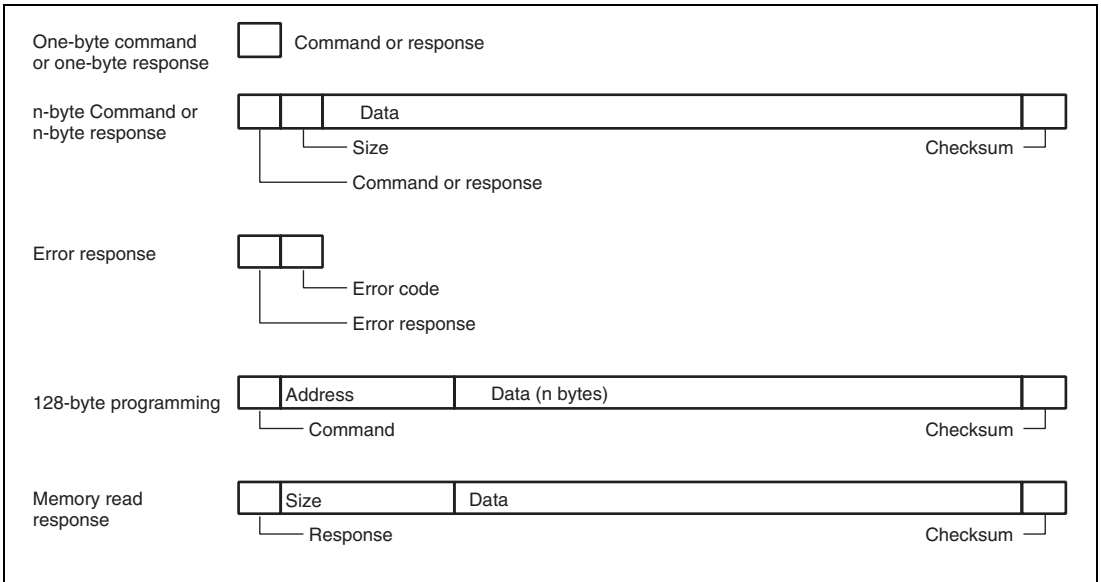 One-byte command
or one-byte response
Command or response
n-byte Command or
n-byte response
Data
Size
Checksum
Command or response
Error response
Error code
Error response
128-byte programming
Address
Data (n bytes)
Command
Checksum
Memory read
response
Size
Data
Response
Checksum